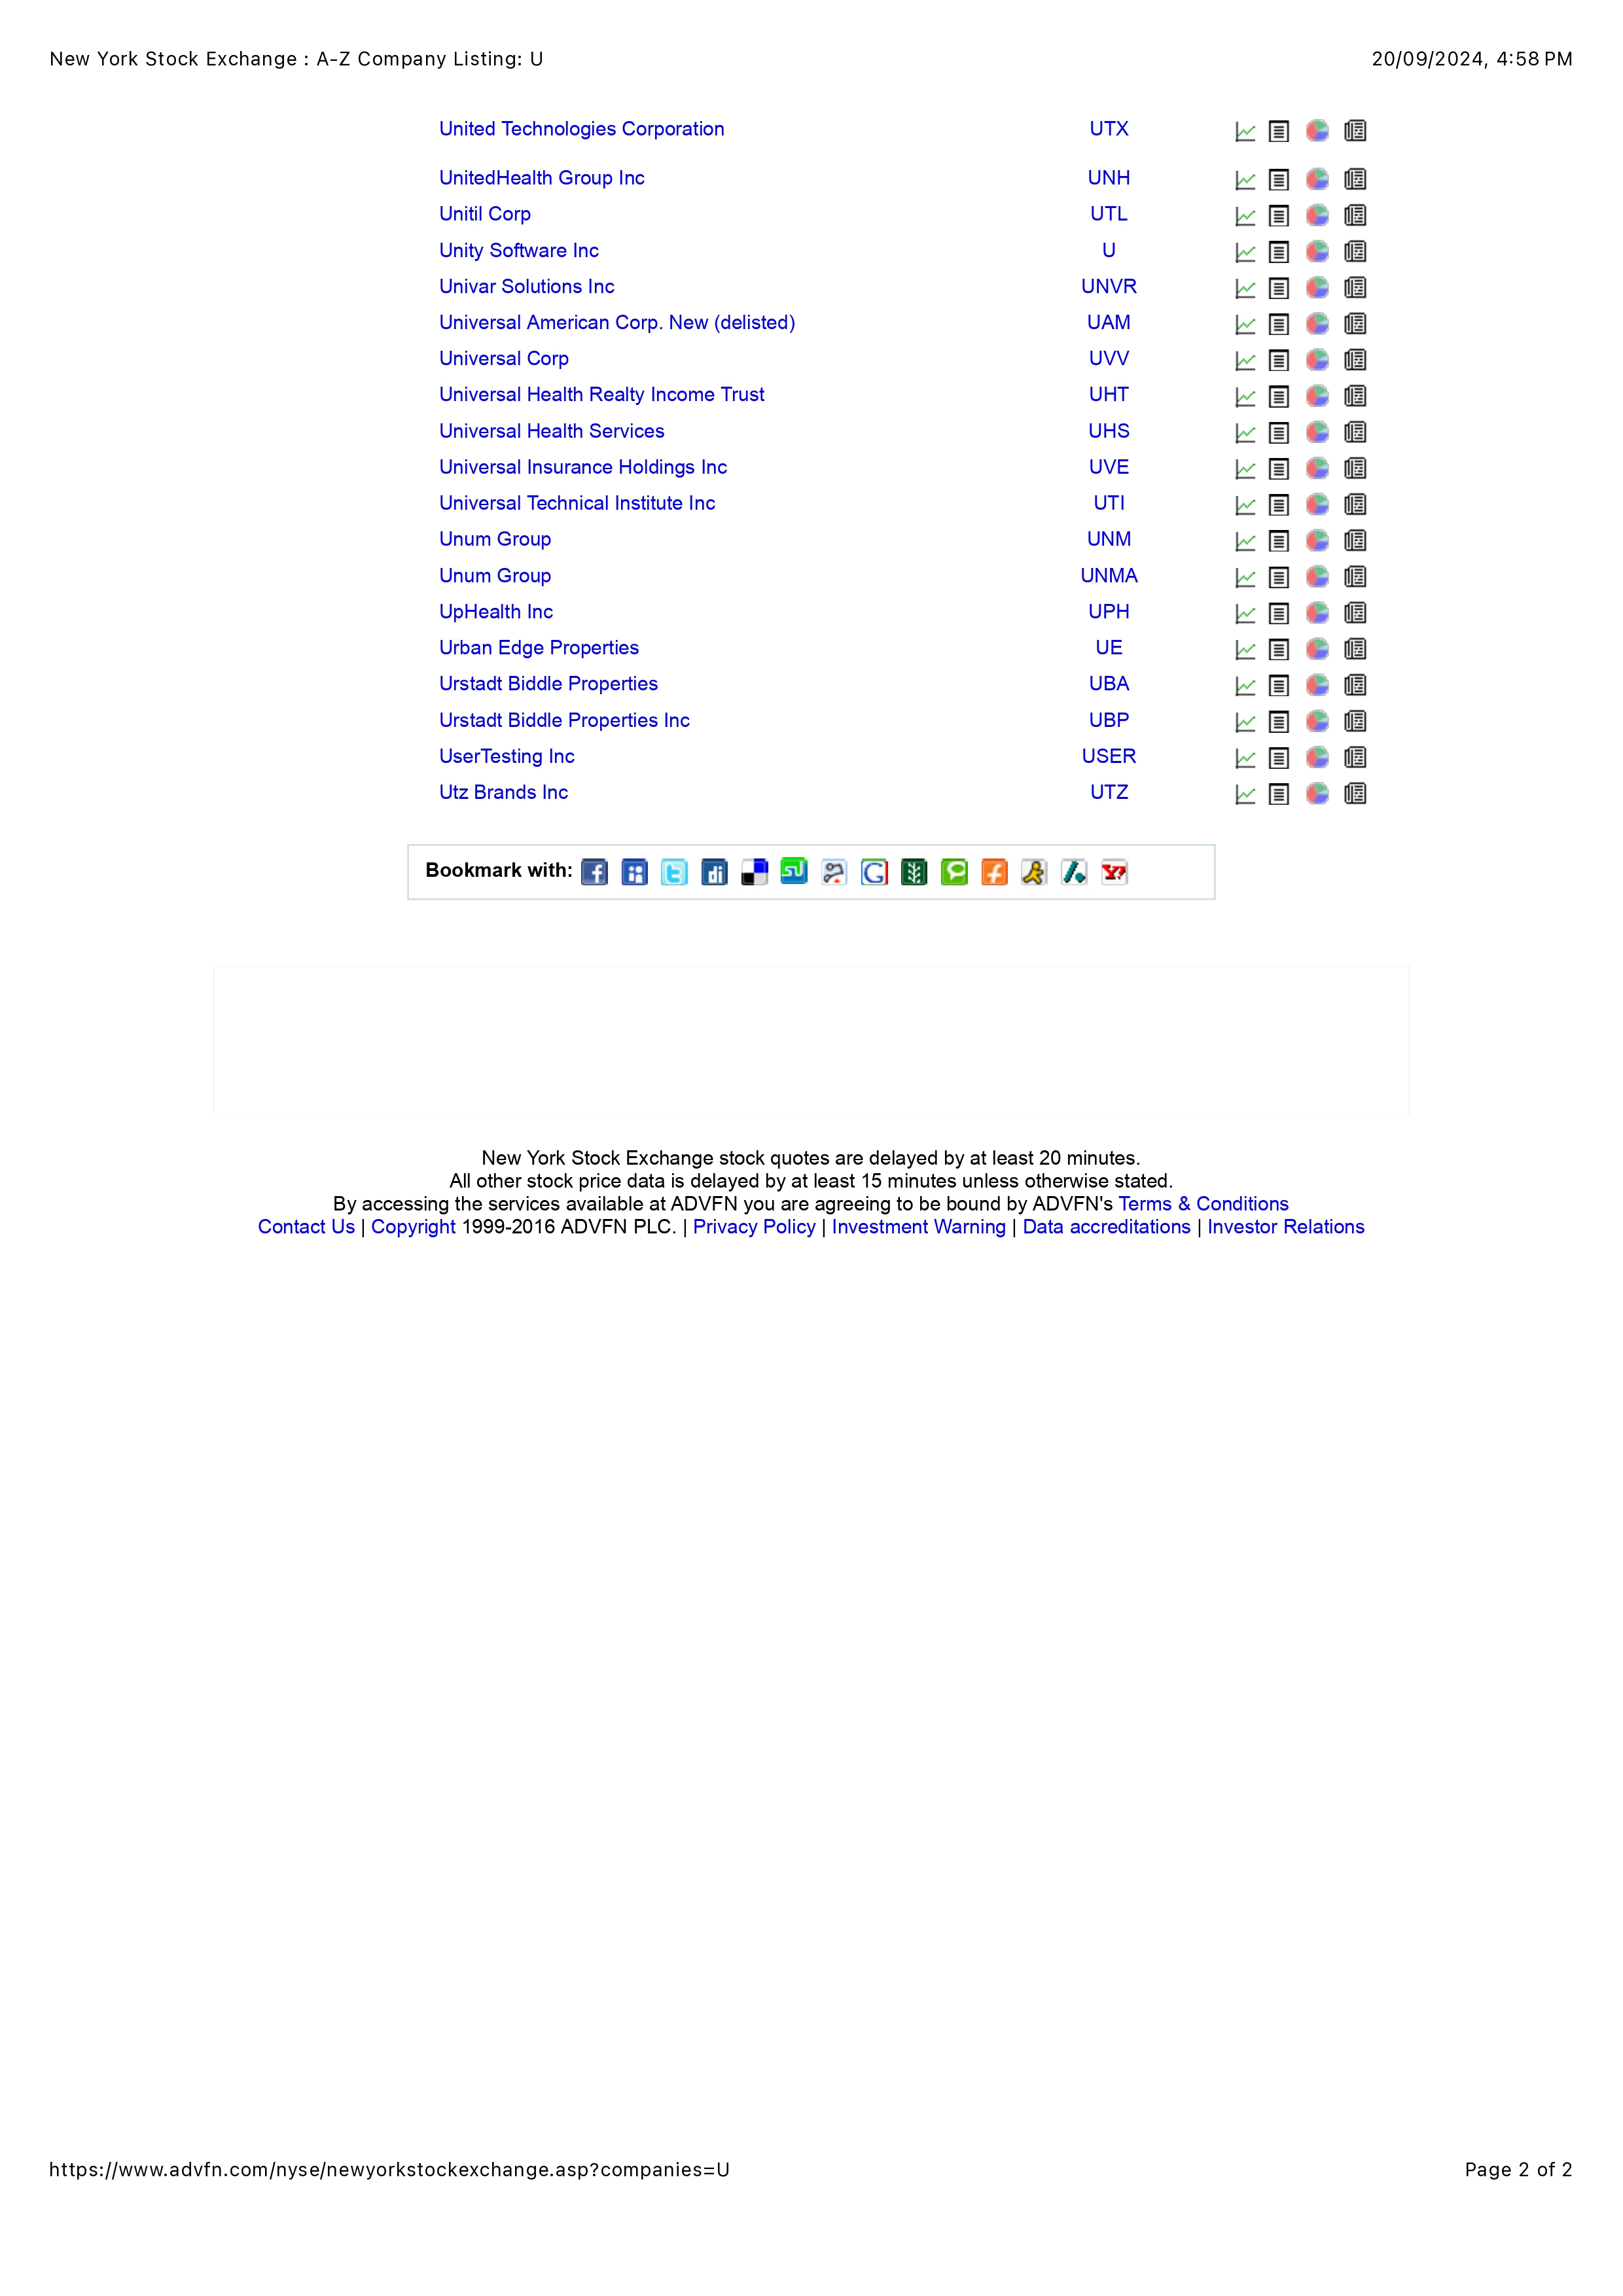 New York Stock Exchange : A-Z Company Listing: U 20/09/2024, 4:58 PM
United Technologies Corporation UTX
UnitedHealth Group Inc UNH
Unitil Corp UTL
Unity Software Inc U
Univar Solutions Inc UNVR
Universal American Corp. New (delisted) UAM
Universal Corp UVV
Universal Health Realty Income Trust UHT
Universal Health Services UHS
Universal Insurance Holdings Inc UVE
Universal Technical Institute Inc UTI
Unum Group UNM
Unum Group UNMA
UpHealth Inc UPH
Urban Edge Properties UE
Urstadt Biddle Properties UBA
Urstadt Biddle Properties Inc UBP
UserTesting Inc USER
Utz Brands Inc UTZ
Bookmark with:
New York Stock Exchange stock quotes are delayed by at least 20 minutes.
All other stock price data is delayed by at least 15 minutes unless otherwise stated.
By accessing the services available at ADVFN you are agreeing to be bound by ADVFN's Terms & Conditions
Contact Us | Copyright 1999-2016 ADVFN PLC. | Privacy Policy | Investment Warning | Data accreditations | Investor Relations
https://www.advfn.com/nyse/newyorkstockexchange.asp?companies=U Page 2 of 2